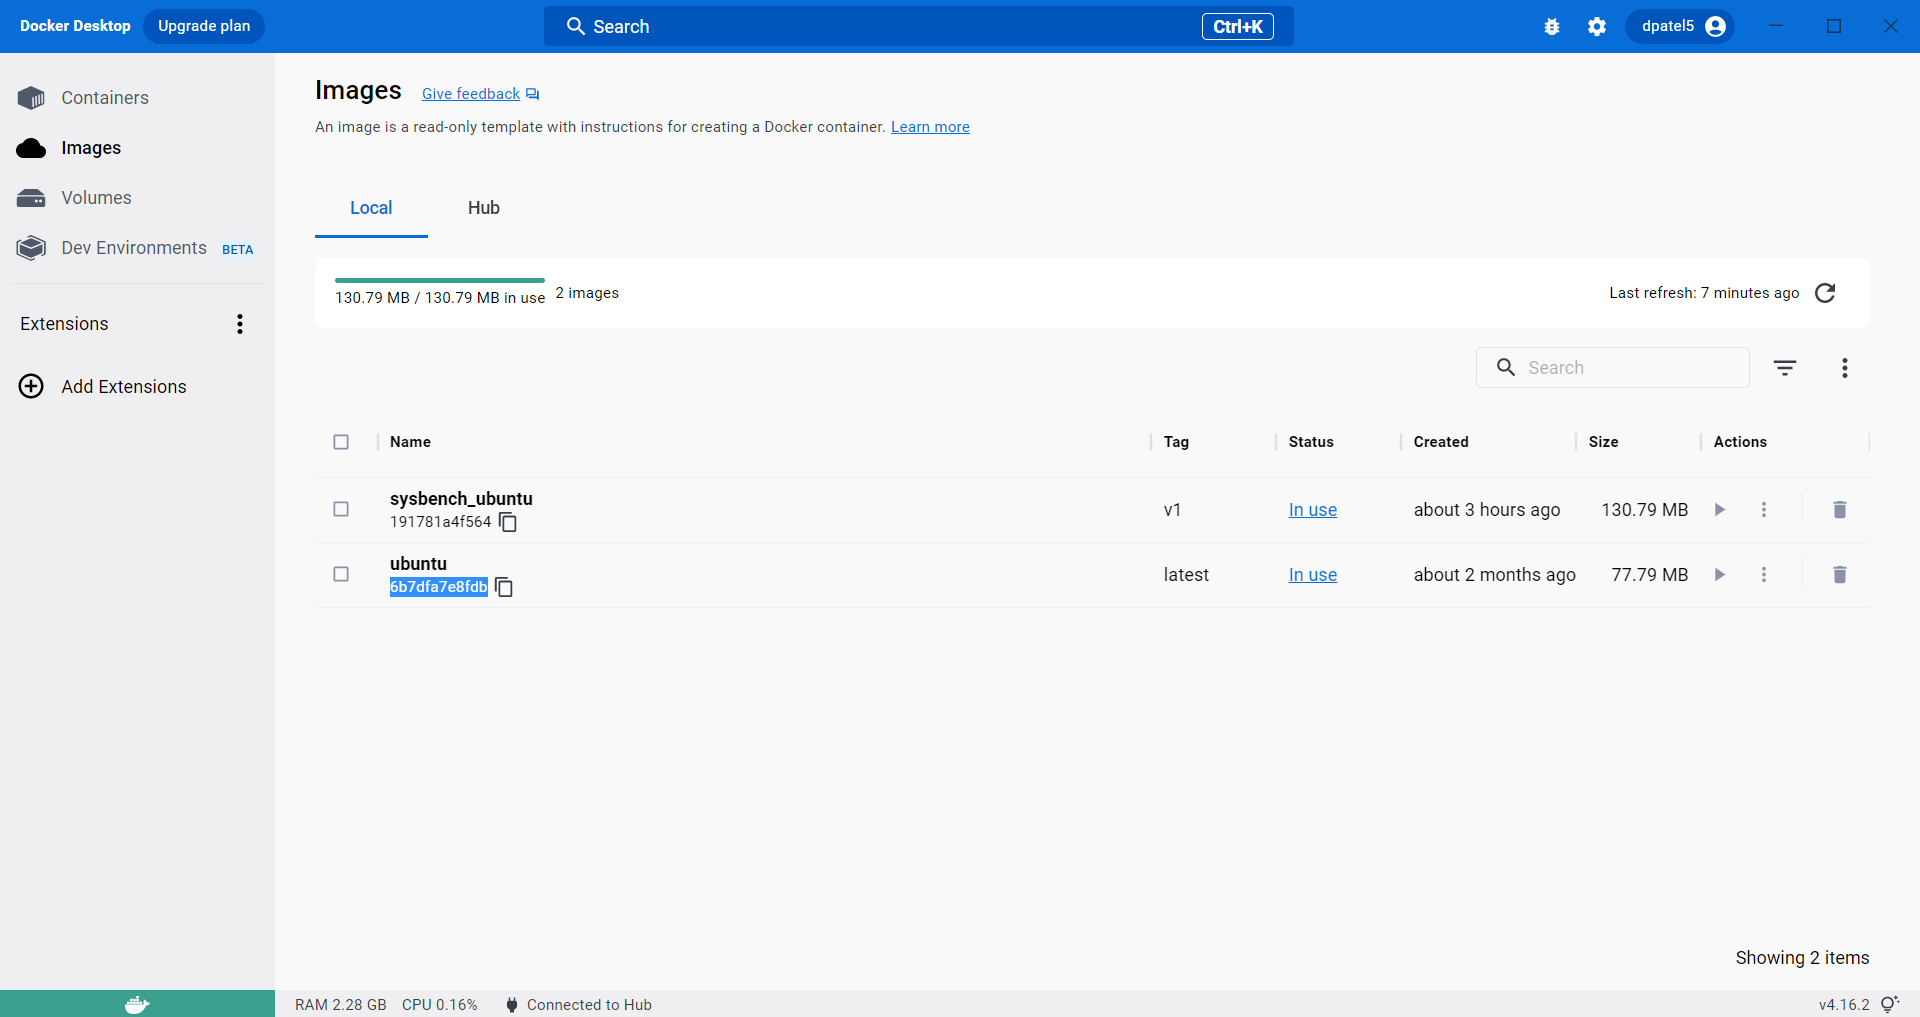 Docker Desktop Upgrade plan Search Ctrl+K dpatel5
Containers
Images
Volumes
Dev Environments BETA
Extensions
Add Extensions
Images Give feedback
An image is a read-only template with instructions for creating a Docker container. Learn more
Local Hub
130.79 MB / 130.79 MB in use 2 images Last refresh: 7 minutes ago
Search
Name Tag Status Created Size Actions
sysbench_ubuntu
191781a4f564 v1 In use about 3 hours ago 130.79 MB
ubuntu
6b7dfa7e8fdb latest In use about 2 months ago 77.79 MB
Showing 2 items
RAM 2.28 GB CPU 0.16% Connected to Hub v4.16.2